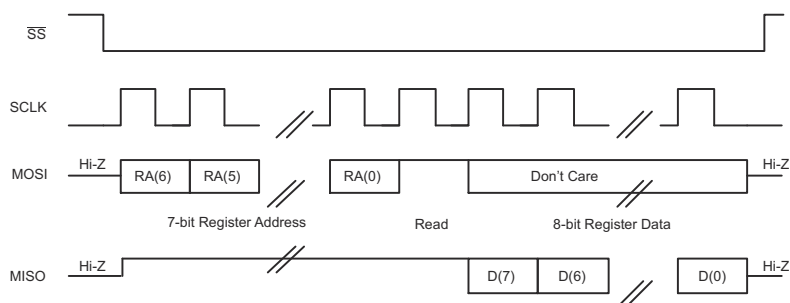 SS
SCLK
MOSI Hi-Z RA(6) RA(5) RA(0) Don't Care Hi-Z
7-bit Register Address Read 8-bit Register Data
MISO Hi-Z D(7) D(6) D(0) Hi-Z